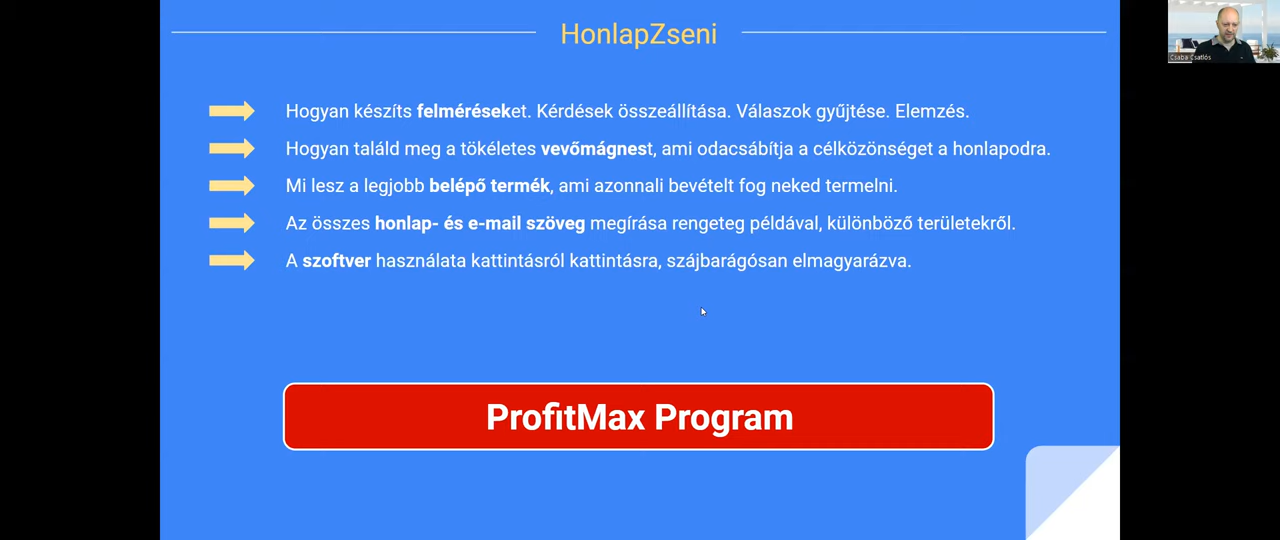 HonlapZseni
Csaba Csatlós
Hogyan készíts felméréseket. Kérdések összeállítása. Válaszok gyűjtése. Elemzés.
Hogyan találd meg a tökéletes vevőmágnest, ami odacsábítja a célközönséget a honlapodra.
Mi lesz a legjobb belépő termék, ami azonnali bevételt fog neked termelni.
Az összes honlap- és e-mail szöveg megírása rengeteg példával, különböző területekről.
A szoftver használata kattintásról kattintásra, szájbarágósan elmagyarázva.
ProfitMax Program